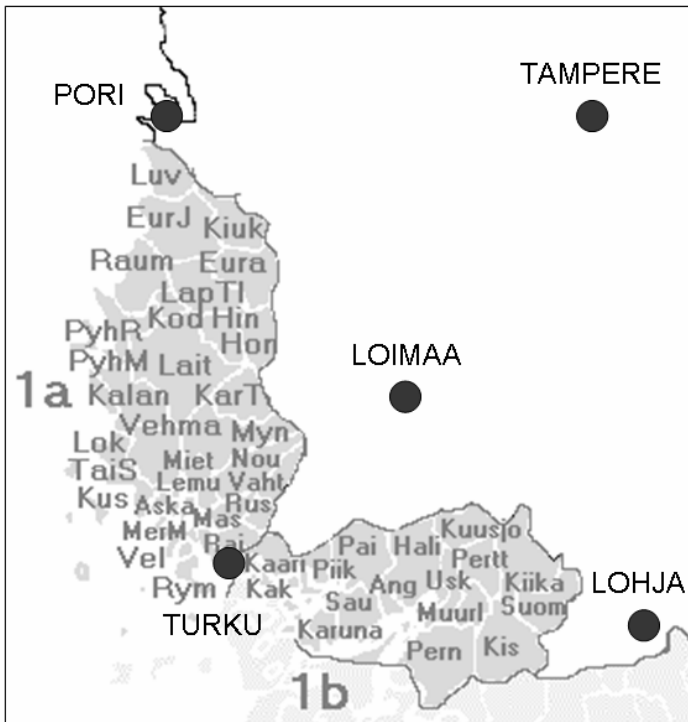 PORI
TAMPERE
Luv
EurJ
Kiuk
Raum
Eura
LapTl
Kod Hin
PyhR
Hon
LOIMAA
PyhM
Lait
1a
Kalan
KarT
Vehma
Myn
Lok
Miet
Nou
TaiS
Lemu
Vaht
Kus
Aska
Rus
Mas
MerM
Rai
Vel
Rym
TURKU
Kaari
Kak
Piik
Pai
Hali
Kuusjo
Pertt
Ang
Usk
Kiika
LOHJA
Sau
Muurl
Suom
Karuna
Pern
Kis
1b